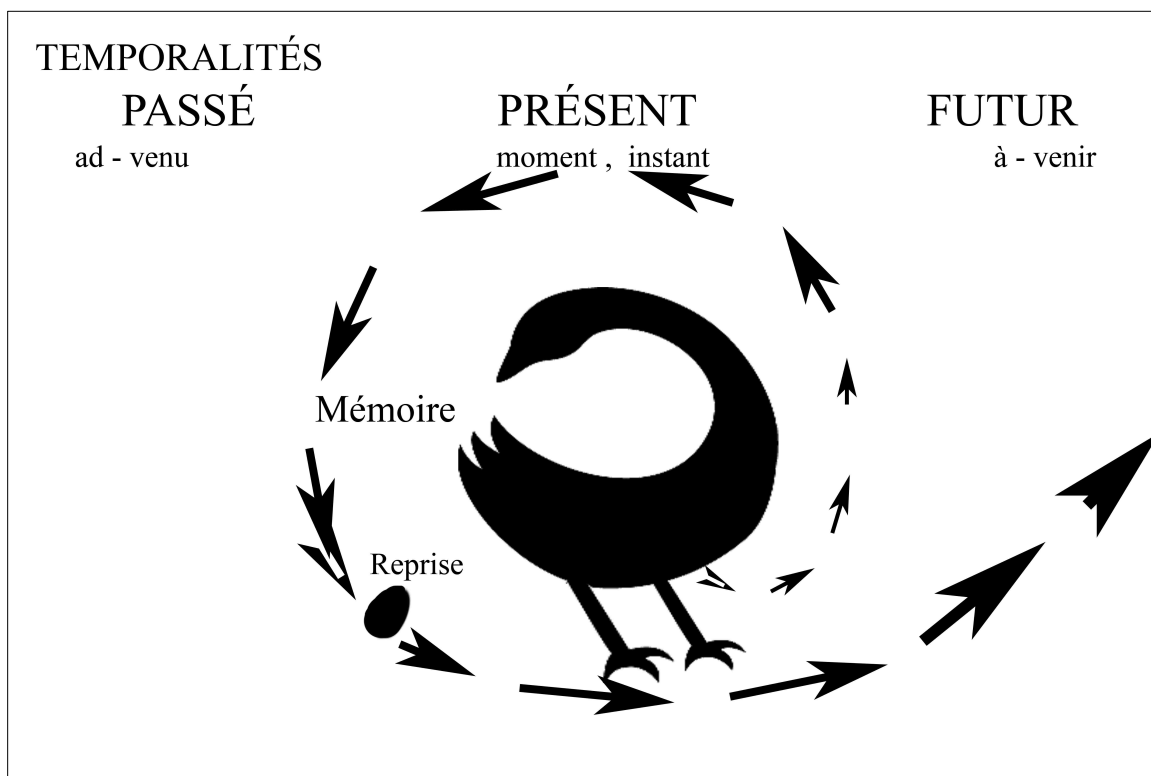 TEMPORALITÉS
PASSÉ PRÉSENT FUTUR
ad - venu moment , instant à - venir
Mémoire
Reprise